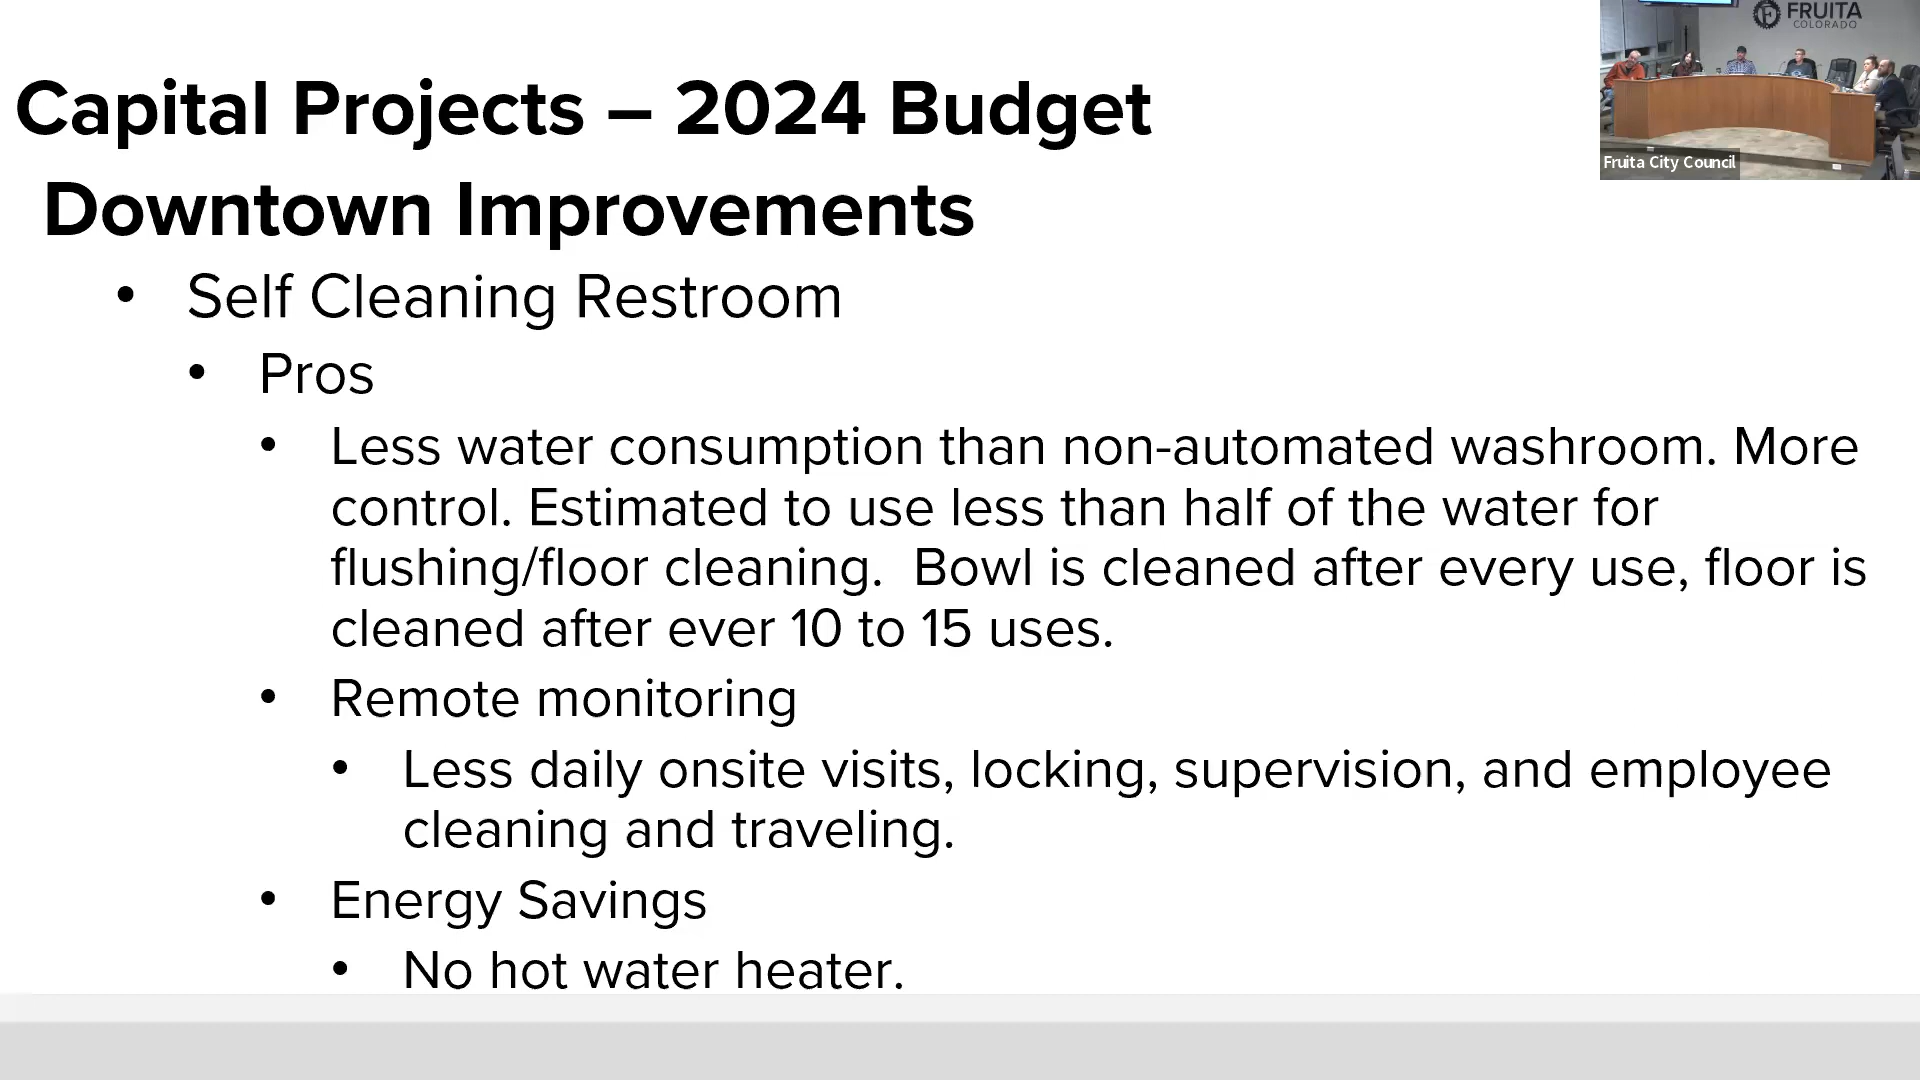 FRUITA
COLORADO
Fruita City Council
Capital Projects – 2024 Budget
Downtown Improvements
• Self Cleaning Restroom
• Pros
• Less water consumption than non-automated washroom. More
control. Estimated to use less than half of the water for
flushing/floor cleaning.  Bowl is cleaned after every use, floor is
cleaned after ever 10 to 15 uses.
• Remote monitoring
• Less daily onsite visits, locking, supervision, and employee
cleaning and traveling.
• Energy Savings
• No hot water heater.